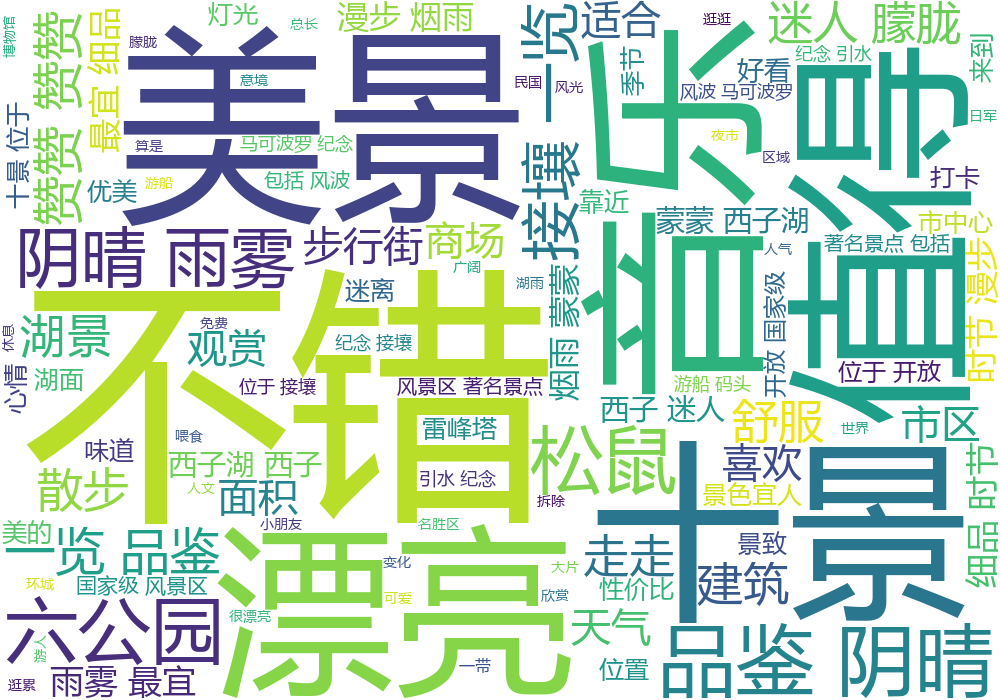 灯光
总长
漫步 烟雨
一览
适合
逛逛
迷人 朦胧
博物馆
赞赞 赞赞
细品
最宜
朦胧
美景
意境
民国
风光
季节
音乐
好看
纪念 引水
值得
来到
风波 马可波罗
日军
十景 位于
算是
马可波罗 纪念
接壤
夜市
区域
优美
游船
包括 风波
靠近
打卡
蒙蒙 西子湖
市中心
阴晴 雨雾
步行街
商场
著名景点 包括
人气
广阔
迷离
湖雨
烟雨 蒙蒙
开放 国家级
时节 漫步
休息
湖景
免费
观赏
纪念 接壤
心情
湖面
位于 接壤
风景区 著名景点
游船 码头
位于 开放
不错
西子 迷人
舒服
市区
味道
喂食
雷峰塔
松鼠
世界
西子湖 西子
引水 纪念
喜欢
散步
人文
面积
拆除
景色宜人
十景
细品 时节
美的
一览 品鉴
小朋友
名胜区
漂亮
走走
景致
环城
国家级 风景区
变化
大片
可爱
欣赏
性价比
建筑
六公园
很漂亮
天气
品鉴 阴晴
游人
逛累
雨雾 最宜
一带
位置